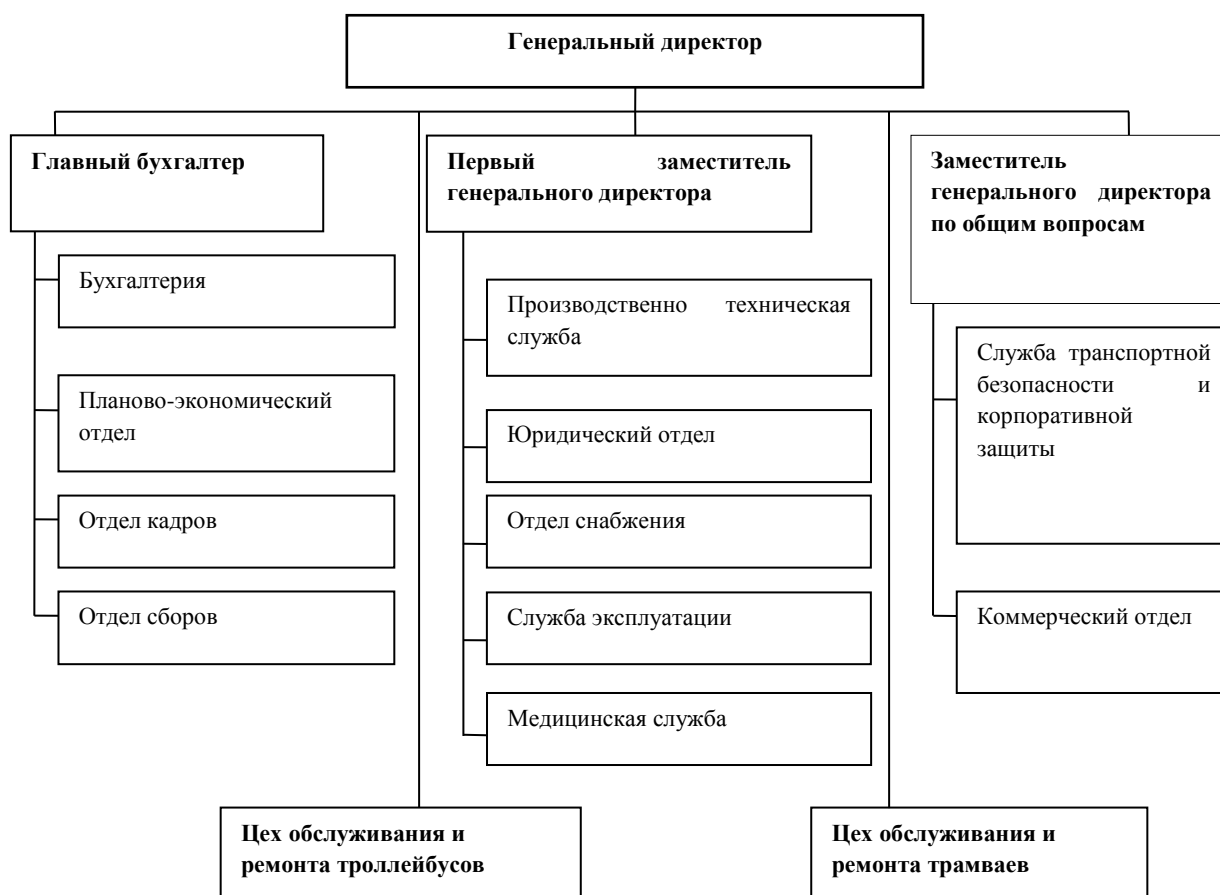 Генеральный директор
Главный бухгалтер
Бухгалтерия
Планово-экономический
отдел
Отдел кадров
Отдел сборов
Первый заместитель
генерального директора
Производственно техническая
служба
Юридический отдел
Отдел снабжения
Служба эксплуатации
Медицинская служба
Заместитель
генерального директора
по общим вопросам
Служба транспортной
безопасности и
корпоративной
защиты
Коммерческий отдел
Цех обслуживания и
ремонта троллейбусов
Цех обслуживания и
ремонта трамваев